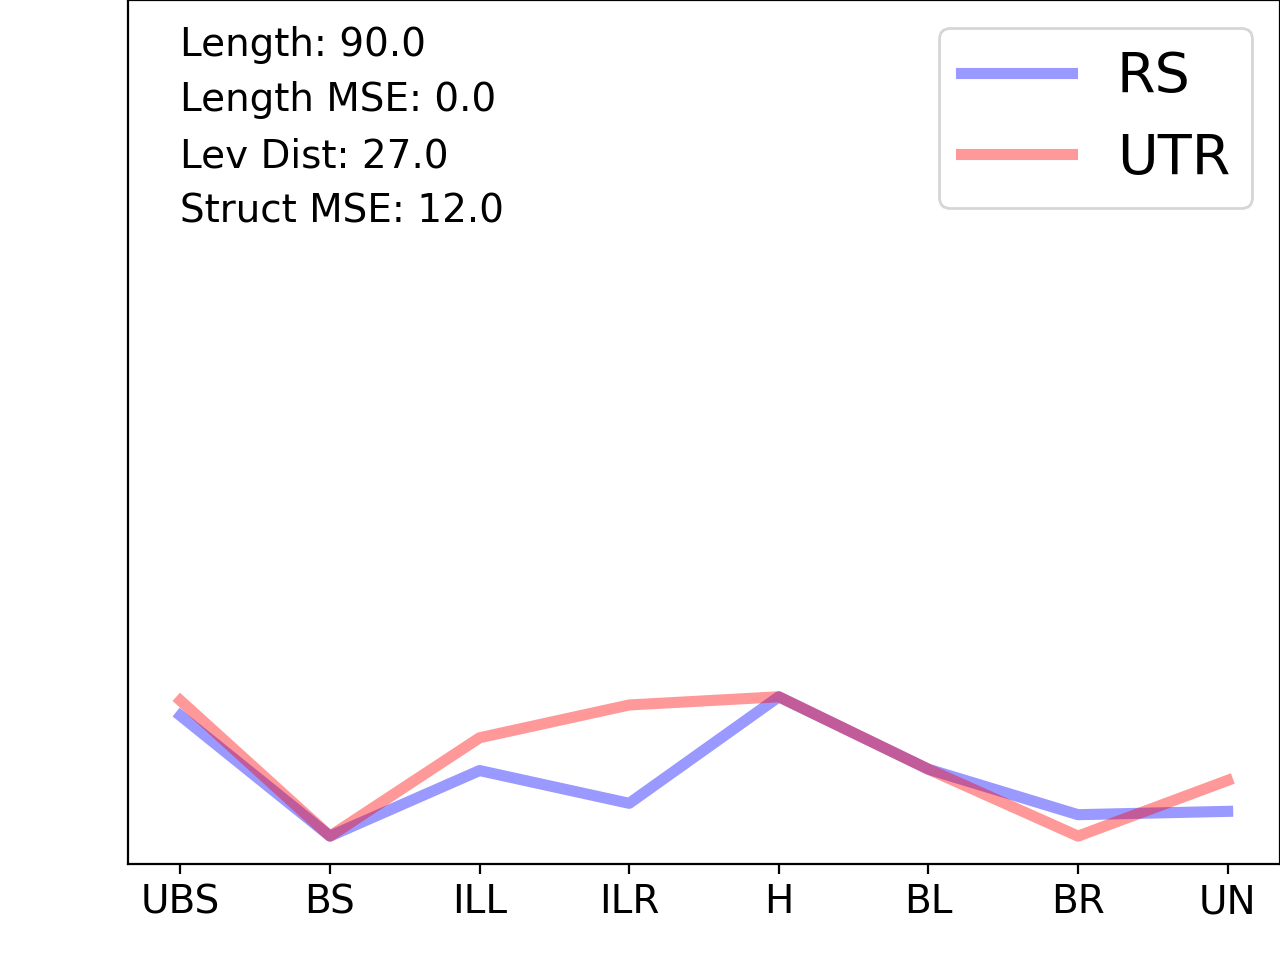 Length: 90.0
Length MSE: 0.0
Lev Dist: 27.0
Struct MSE: 12.0
RS
UTR
UBS BS ILL ILR H BL BR UN